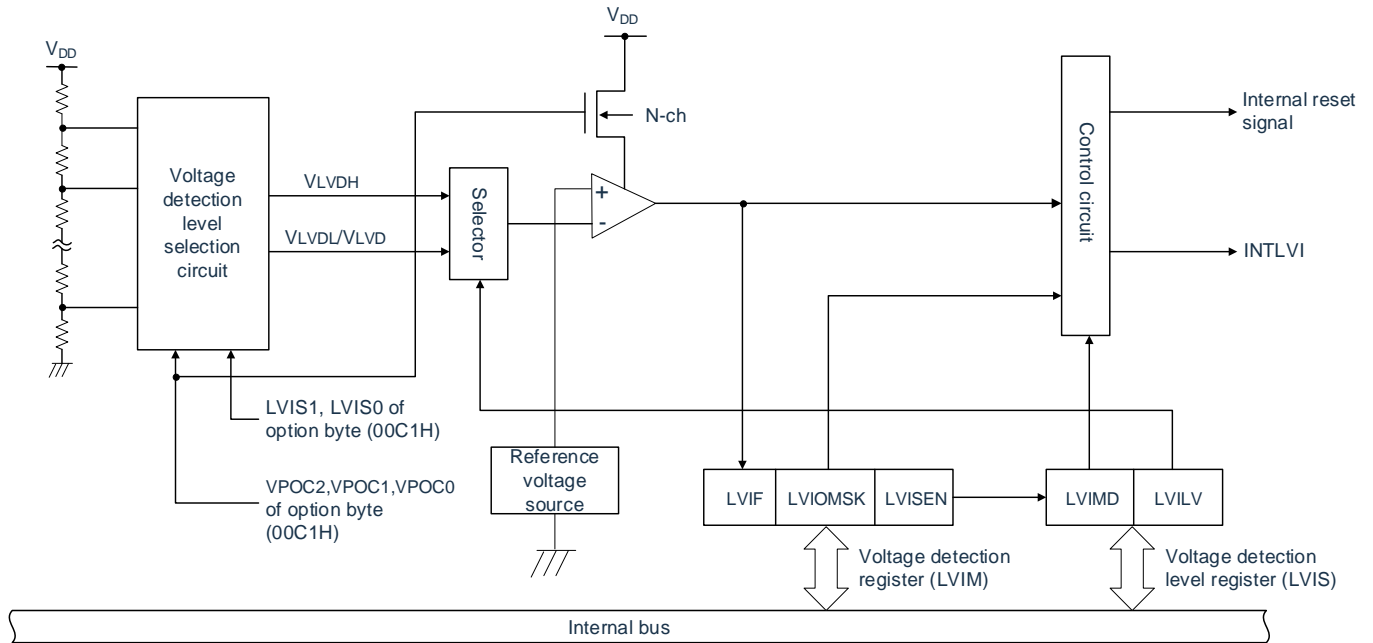 VDD
VDD
N-ch
Voltage
detection
level
selection
circuit
VLVDH
VLVDL/VLVD
Selector
+
-
Control circuit
Internal reset
signal
INTLVI
LVIS1, LVIS0 of
option byte (00C1H)
VPOC2,VPOC1,VPOC0
of option byte
(00C1H)
Reference
voltage
source
LVIF
LVIOMSK
LVISEN
LVIMD
LVILV
Voltage detection
register (LVIM)
Voltage detection
level register (LVIS)
Internal bus